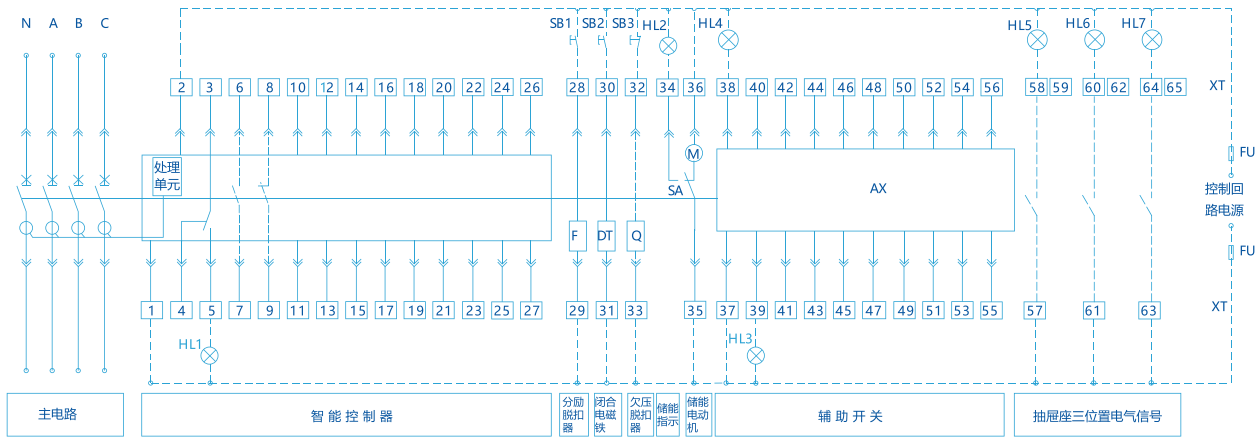 N A B C
SB1 SB2 SB3 HL2 HL4 HL5 HL6 HL7
2 3 6 8 10 12 14 16 18 20 22 24 26 28 30 32 34 36 38 40 42 44 46 48 50 52 54 56 58 59 60 62 64 65 XT
处理
单元
M
FU
SA
AX
控制回
路电源
F DT Q
FU
1 4 5 7 9 11 13 15 17 19 21 23 25 27 29 31 33 35 37 39 41 43 45 47 49 51 53 55 57 61 63 XT
HL1 HL3
主电路
智能控制器
分励
脱扣
器
闭合
电磁
铁
欠压
脱扣
器
储能
指示
储能
电动
机
辅助开关
抽屉座三位置电气信号